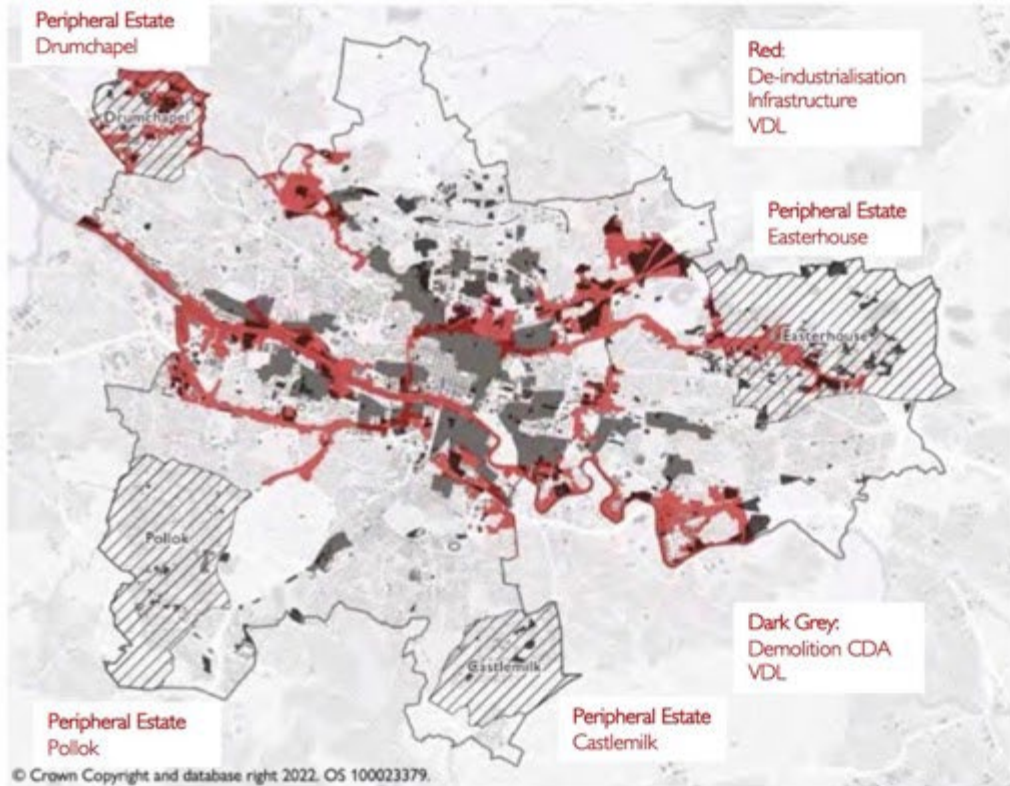 Peripheral Estate
Drumchapel
Red:
De-industrialisation
Infrastructure
VDL
Drumchapel
Peripheral Estate
Easterhouse
Easterhouse
Pollok
Dark Grey:
Demolition CDA
VDL
Castlemilk
Peripheral Estate
Pollok
Peripheral Estate
Castlemilk
© Crown Copyright and database right 2022. OS 100023379.